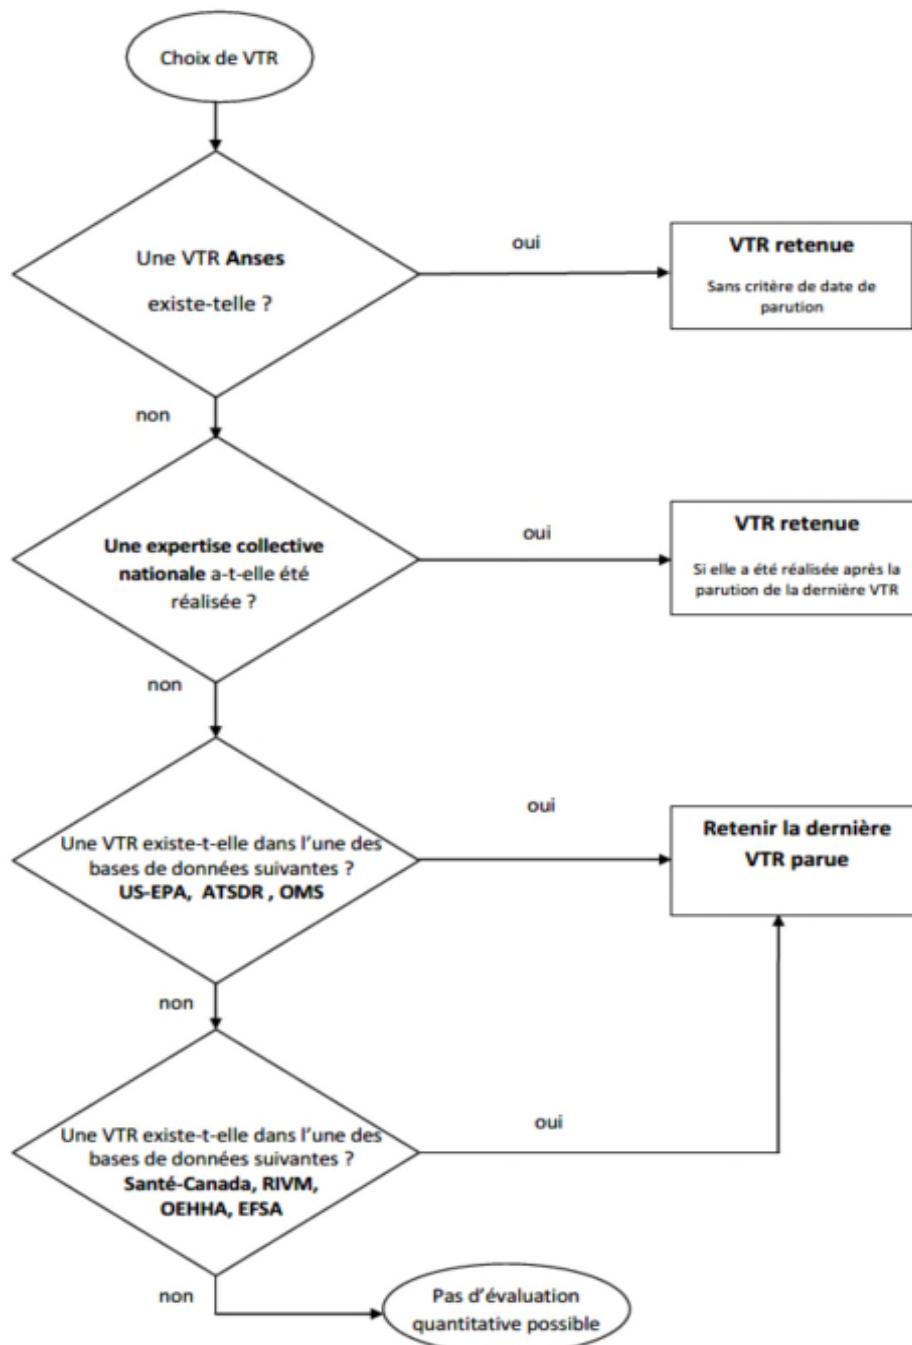 Choix de VTR
Une VTR Anses
existe-telle ?
oui
VTR retenue
Sans critère de date de
parution
non
Une expertise collective
nationale a-t-elle été
réalisée ?
oui
VTR retenue
Si elle a été réalisée après la
parution de la dernière VTR
non
Une VTR existe-t-elle dans l'une des
bases de données suivantes ?
US-EPA, ATSDR , OMS
oui
Retenir la dernière
VTR parue
non
Une VTR existe-t-elle dans l'une des
bases de données suivantes ?
Santé-Canada, RIVM,
OEHHA, EFSA
oui
non
Pas d'évaluation
quantitative possible